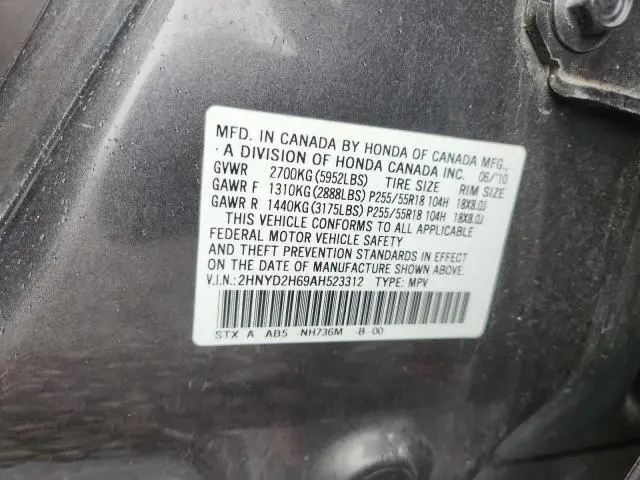 MFD. IN CANADA BY HONDA OF CANADA MFG.,
A DIVISION OF HONDA CANADA INC. 06/'10
GVWR 2700KG(5952LBS) TIRE SIZE RIM SIZE
GAWR F 1310KG(2888LBS) P255/55R18 104H 18X8.0J
GAWR R 1440KG(3175LBS) P255/55R18 104H 18X8.0J
THIS VEHICLE CONFORMS TO ALL APPLICABLE
FEDERAL MOTOR VEHICLE SAFETY
AND THEFT PREVENTION STANDARDS IN EFFECT
ON THE DATE OF MANUFACTURE SHOWN ABOVE.
V.I.N.:2HNYD2H69AH523312 TYPE: MPV
STX A AB5 NH736M -B-00